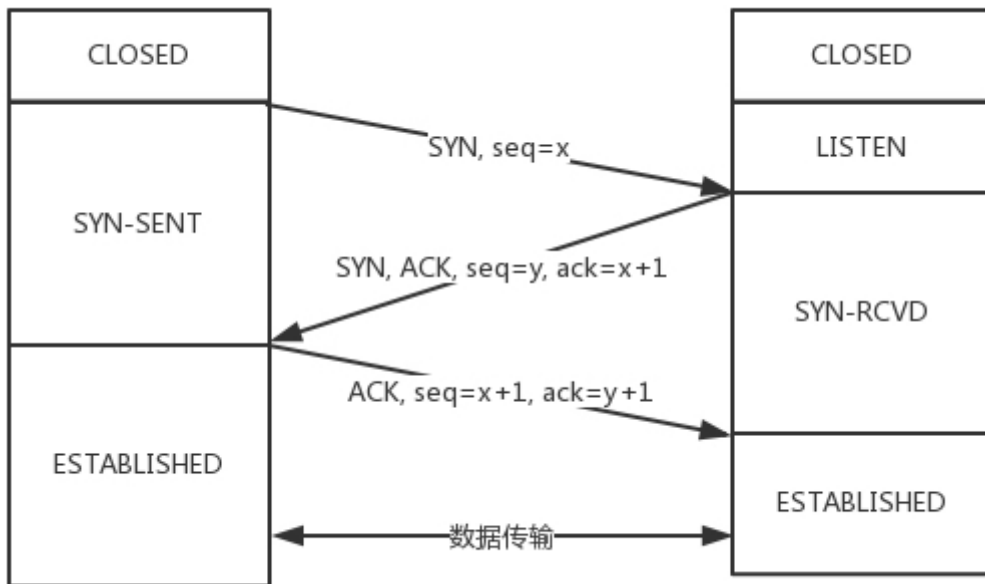 CLOSED
CLOSED
SYN, seq=x
LISTEN
SYN-SENT
SYN, ACK, seq=y, ack=x+1
SYN-RCVD
ACK, seq=x+1, ack=y+1
ESTABLISHED
ESTABLISHED
数据传输